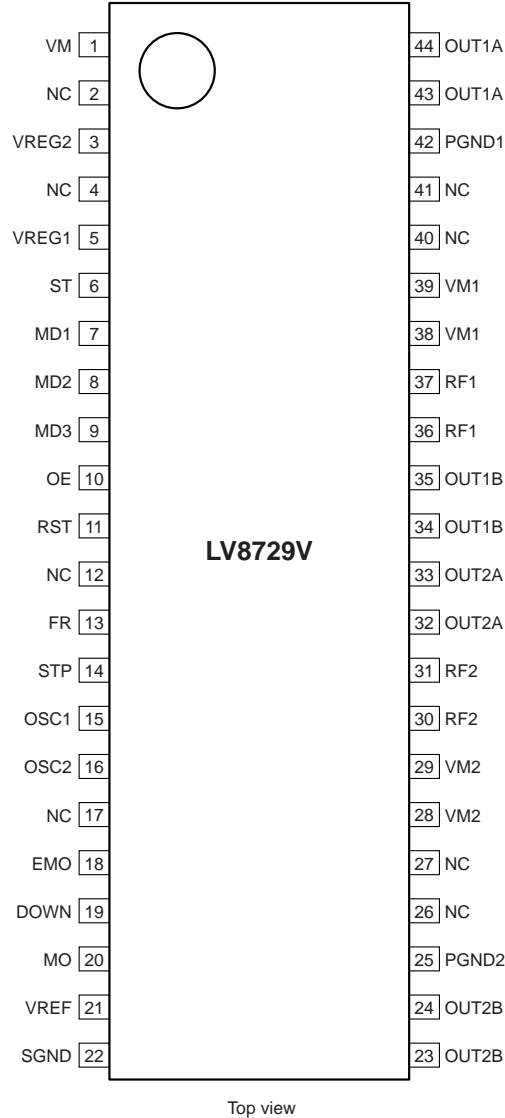 VM 1
NC 2
VREG2 3
NC 4
VREG1 5
ST 6
MD1 7
MD2 8
MD3 9
OE 10
RST 11
NC 12
FR 13
STP 14
OSC1 15
OSC2 16
NC 17
EMO 18
DOWN 19
MO 20
VREF 21
SGND 22
LV8729V
44 OUT1A
43 OUT1A
42 PGND1
41 NC
40 NC
39 VM1
38 VM1
37 RF1
36 RF1
35 OUT1B
34 OUT1B
33 OUT2A
32 OUT2A
31 RF2
30 RF2
29 VM2
28 VM2
27 NC
26 NC
25 PGND2
24 OUT2B
23 OUT2B
Top view